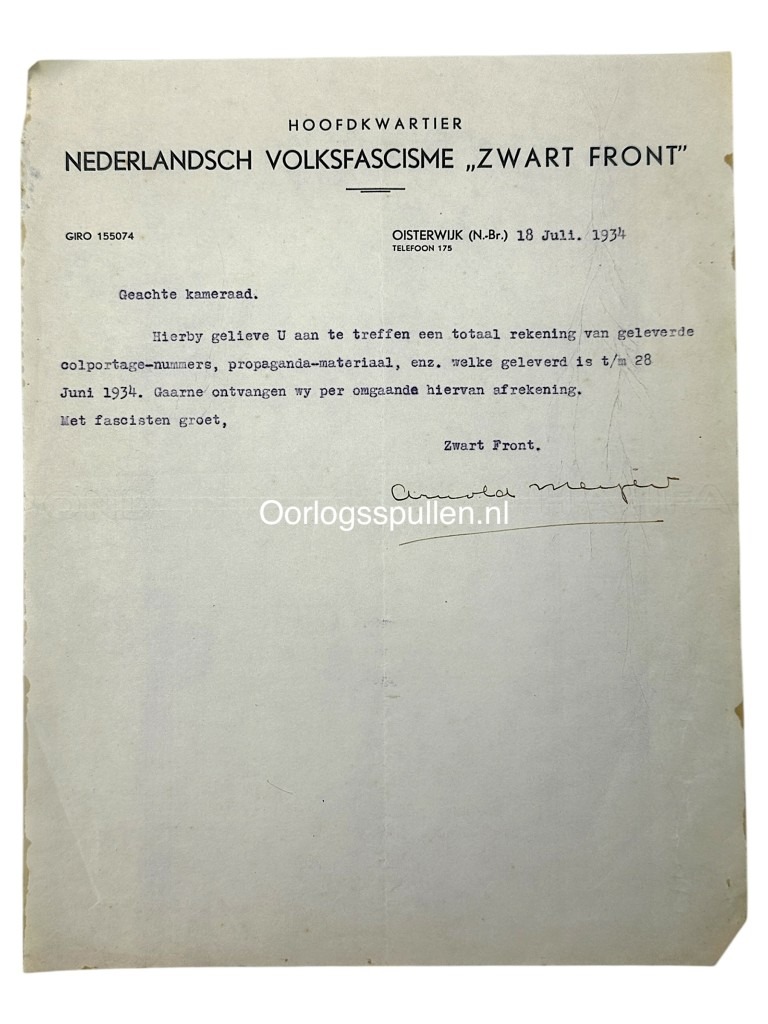 HOOFDKWARTIER
NEDERLANDSCH VOLKSFASCISME „ZWART FRONT"
GIRO 155074
OISTERWIJK (N.-Br.) 18 Juli. 1934
TELEFOON 175
Geachte kameraad.
Hierby gelieve U aan te treffen een totaal rekening van geleverde
colportage-nummers, propaganda-materiaal, enz. welke geleverd is t/m 28
Juni 1934. Gaarne ontvangen wy per omgaande hiervan afrekening.
Met fascisten groet,
Zwart Front.
Arnold Meijer
Oorlogsspullen.nl